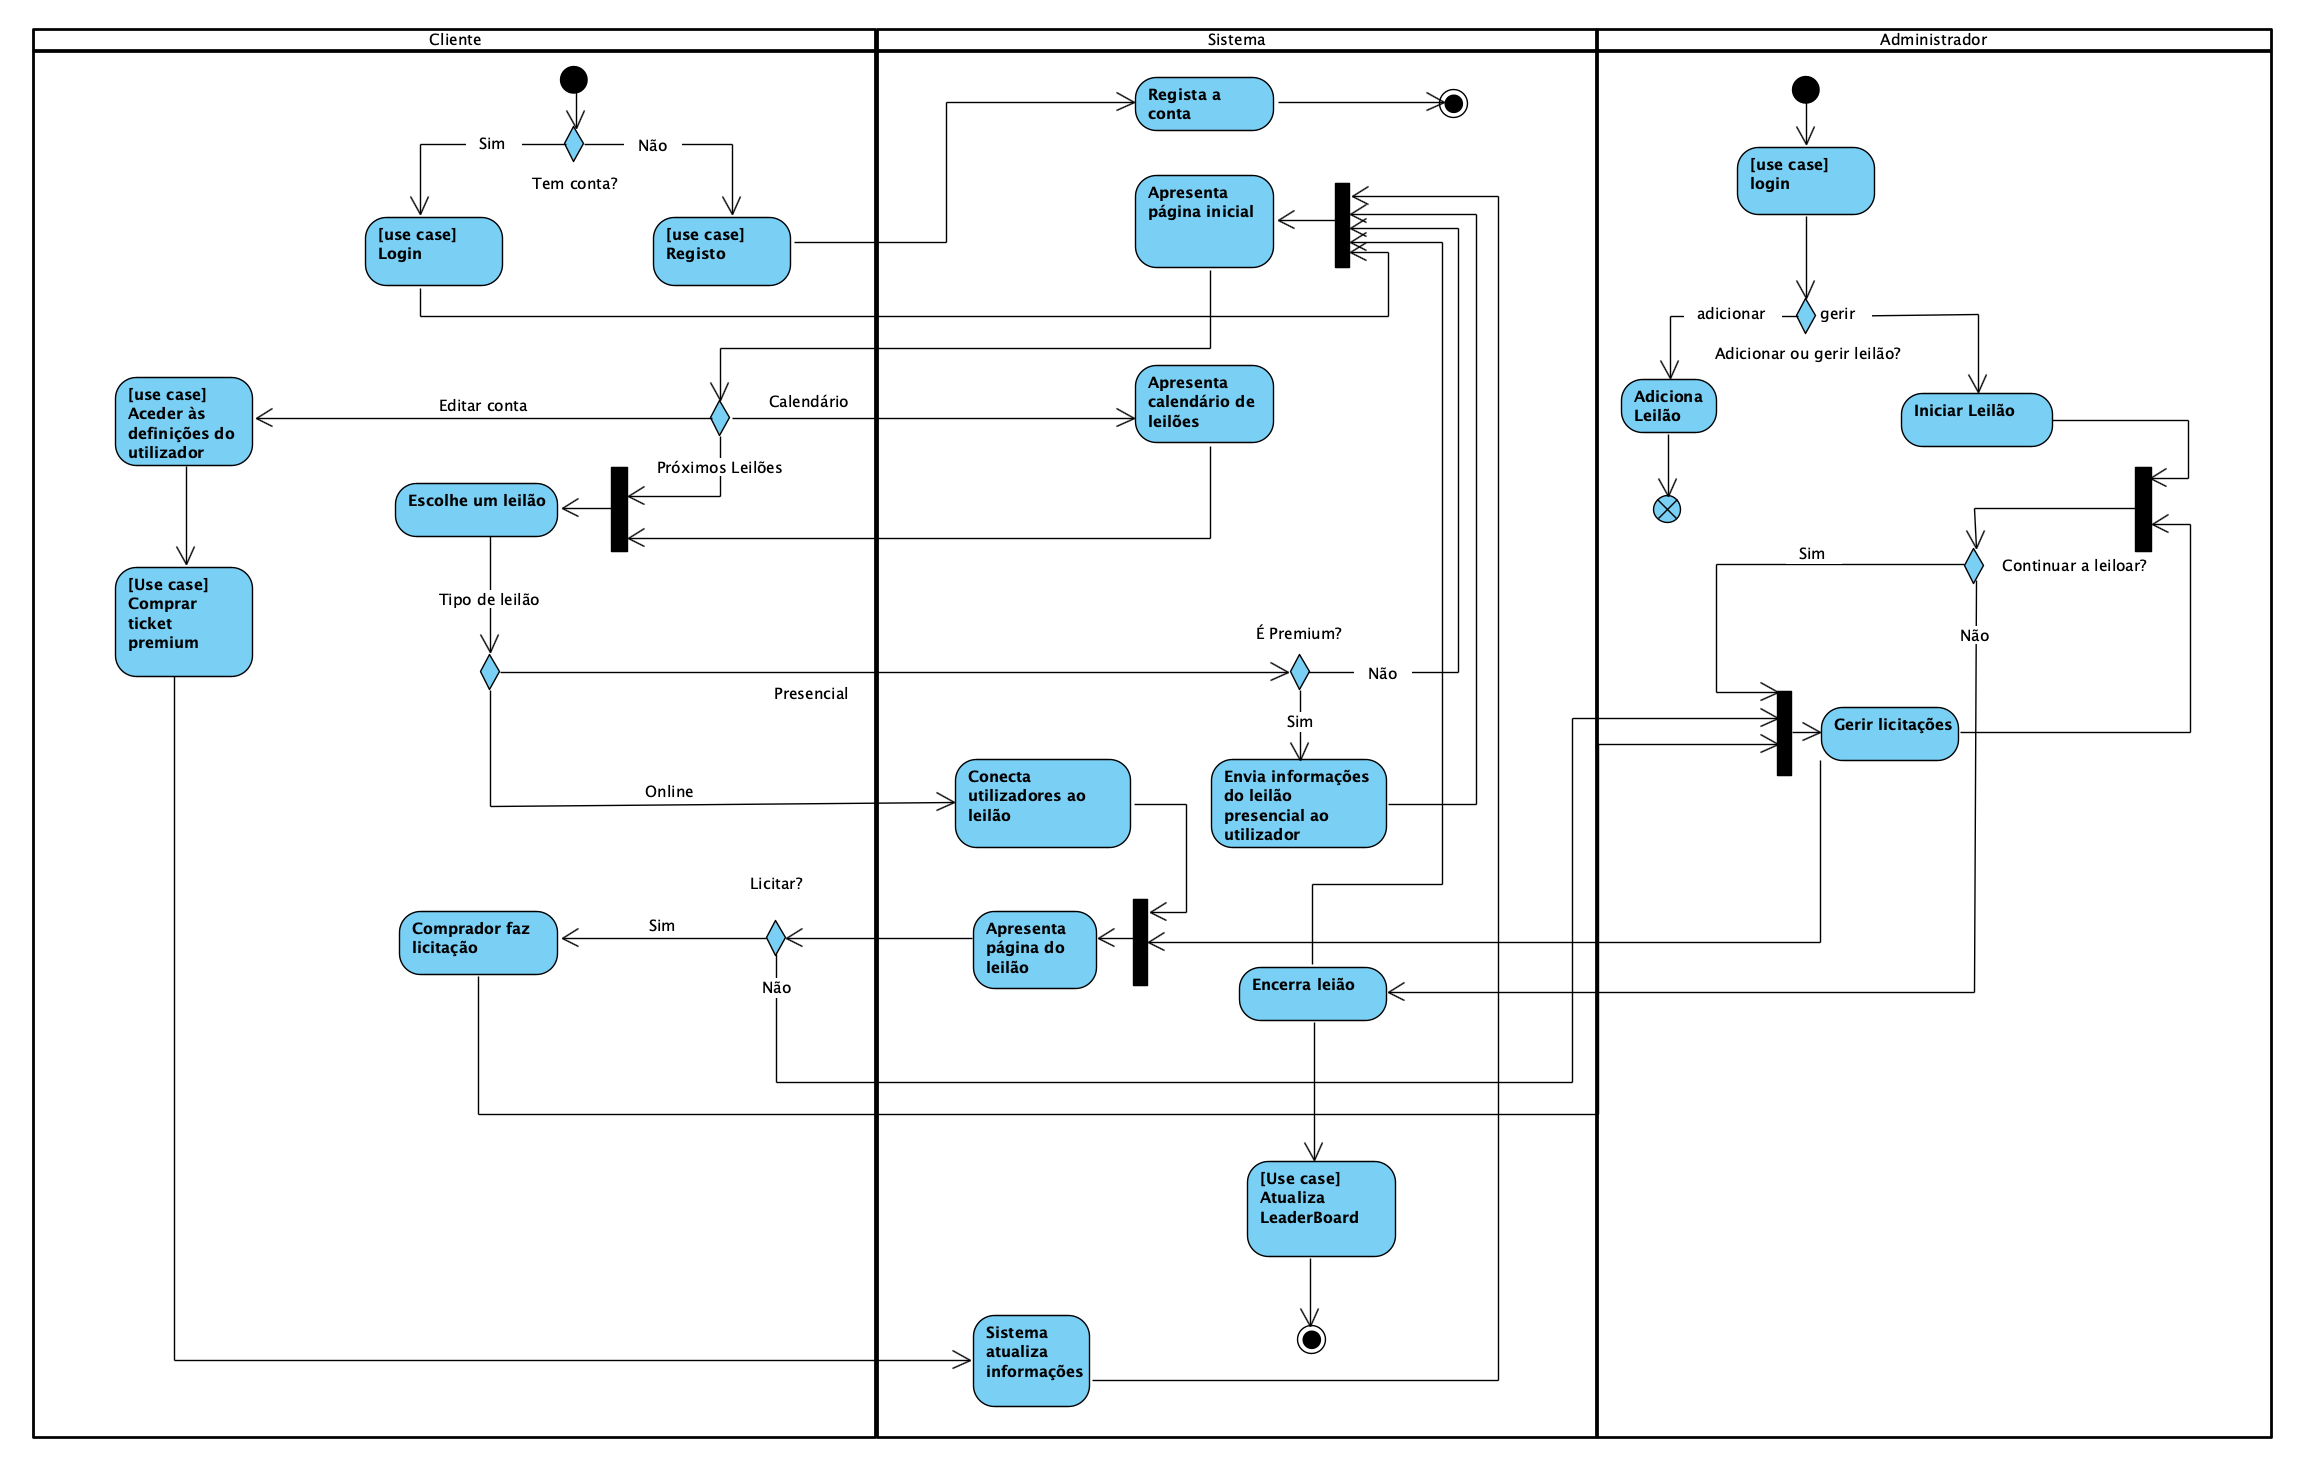 Cliente
Sistema
Administrador
Sim
Não
Tem conta?
[use case]
Login
[use case]
Registo
Regista a
conta
Apresenta
página inicial
[use case]
login
adicionar
gerir
Adicionar ou gerir leilão?
Adiciona
Leilão
Iniciar Leilão
[use case]
Aceder às
definições do
utilizador
Editar conta
Calendário
Apresenta
calendário de
leilões
Próximos Leilões
Escolhe um leilão
[Use case]
Comprar
ticket
premium
Tipo de leilão
Sim
Continuar a leiloar?
Não
É Premium?
Não
Presencial
Sim
Gerir licitações
Online
Conecta
utilizadores ao
leilão
Envia informações
do leilão
presencial ao
utilizador
Licitar?
Sim
Não
Comprador faz
licitação
Apresenta
página do
leilão
Encerra leião
[Use case]
Atualiza
LeaderBoard
Sistema
atualiza
informações